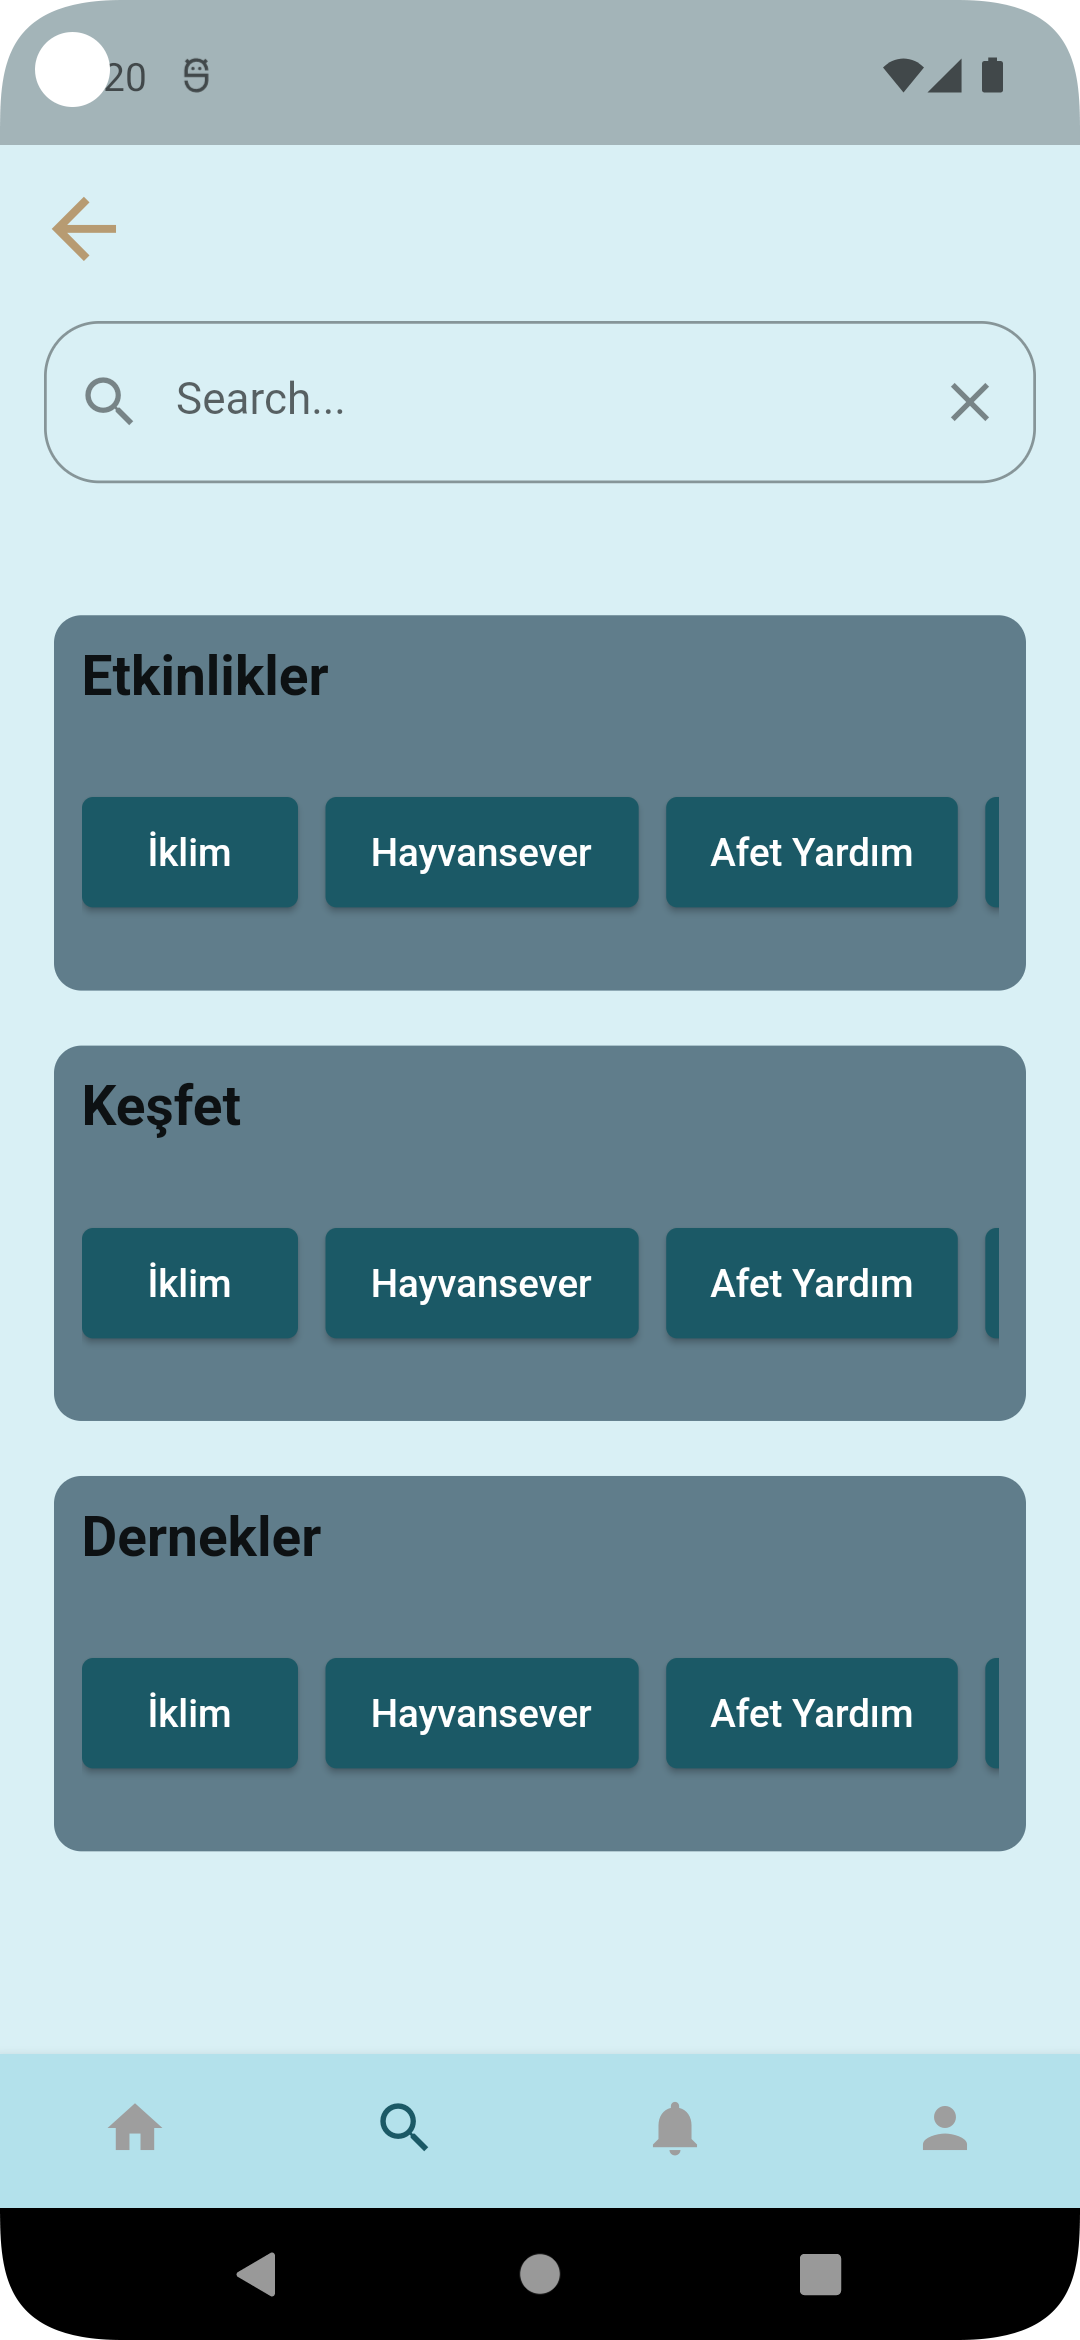 20
Search...
Etkinlikler
İklim
Hayvansever
Afet Yardım
Keşfet
İklim
Hayvansever
Afet Yardım
Dernekler
İklim
Hayvansever
Afet Yardım